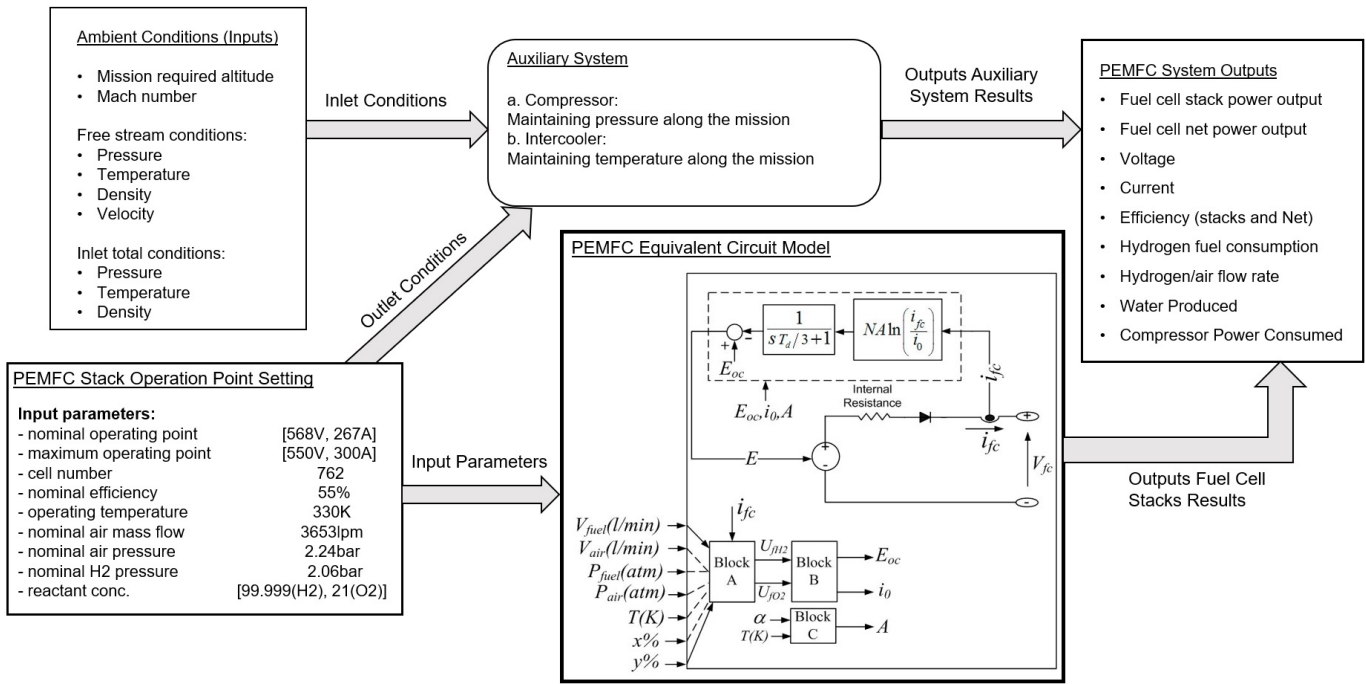 Ambient Conditions (Inputs)
• Mission required altitude
• Mach number
Free stream conditions:
• Pressure
• Temperature
• Density
• Velocity
Inlet total conditions:
• Pressure
• Temperature
• Density
Inlet Conditions
Auxiliary System
a. Compressor:
Maintaining pressure along the mission
b. Intercooler:
Maintaining temperature along the mission
Outputs Auxiliary
System Results
PEMFC System Outputs
• Fuel cell stack power output
• Fuel cell net power output
• Voltage
• Current
• Efficiency (stacks and Net)
• Hydrogen fuel consumption
• Hydrogen/air flow rate
• Water Produced
• Compressor Power Consumed
Outlet Conditions
PEMFC Stack Operation Point Setting
Input parameters:
- nominal operating point [568V, 267A]
- maximum operating point [550V, 300A]
- cell number 762
- nominal efficiency 55%
- operating temperature 330K
- nominal air mass flow 3653lpm
- nominal air pressure 2.24bar
- nominal H2 pressure 2.06bar
- reactant conc. [99.999(H2), 21(O2)]
Input Parameters
PEMFC Equivalent Circuit Model
1
sT_d/3+1
NA ln(i_fc/i_0)
+
-
E_oc
E_oc, i_0, A
i_fc
Internal
Resistance
+
i_fc
E
+
-
V_fc
-
i_fc
V_fuel(l/min)
V_air(l/min)
P_fuel(atm)
P_air(atm)
T(K)
x%
y%
Block
A
U_fH2
U_fO2
Block
B
E_oc
i_0
α
T(K)
Block
C
A
Outputs Fuel Cell
Stacks Results